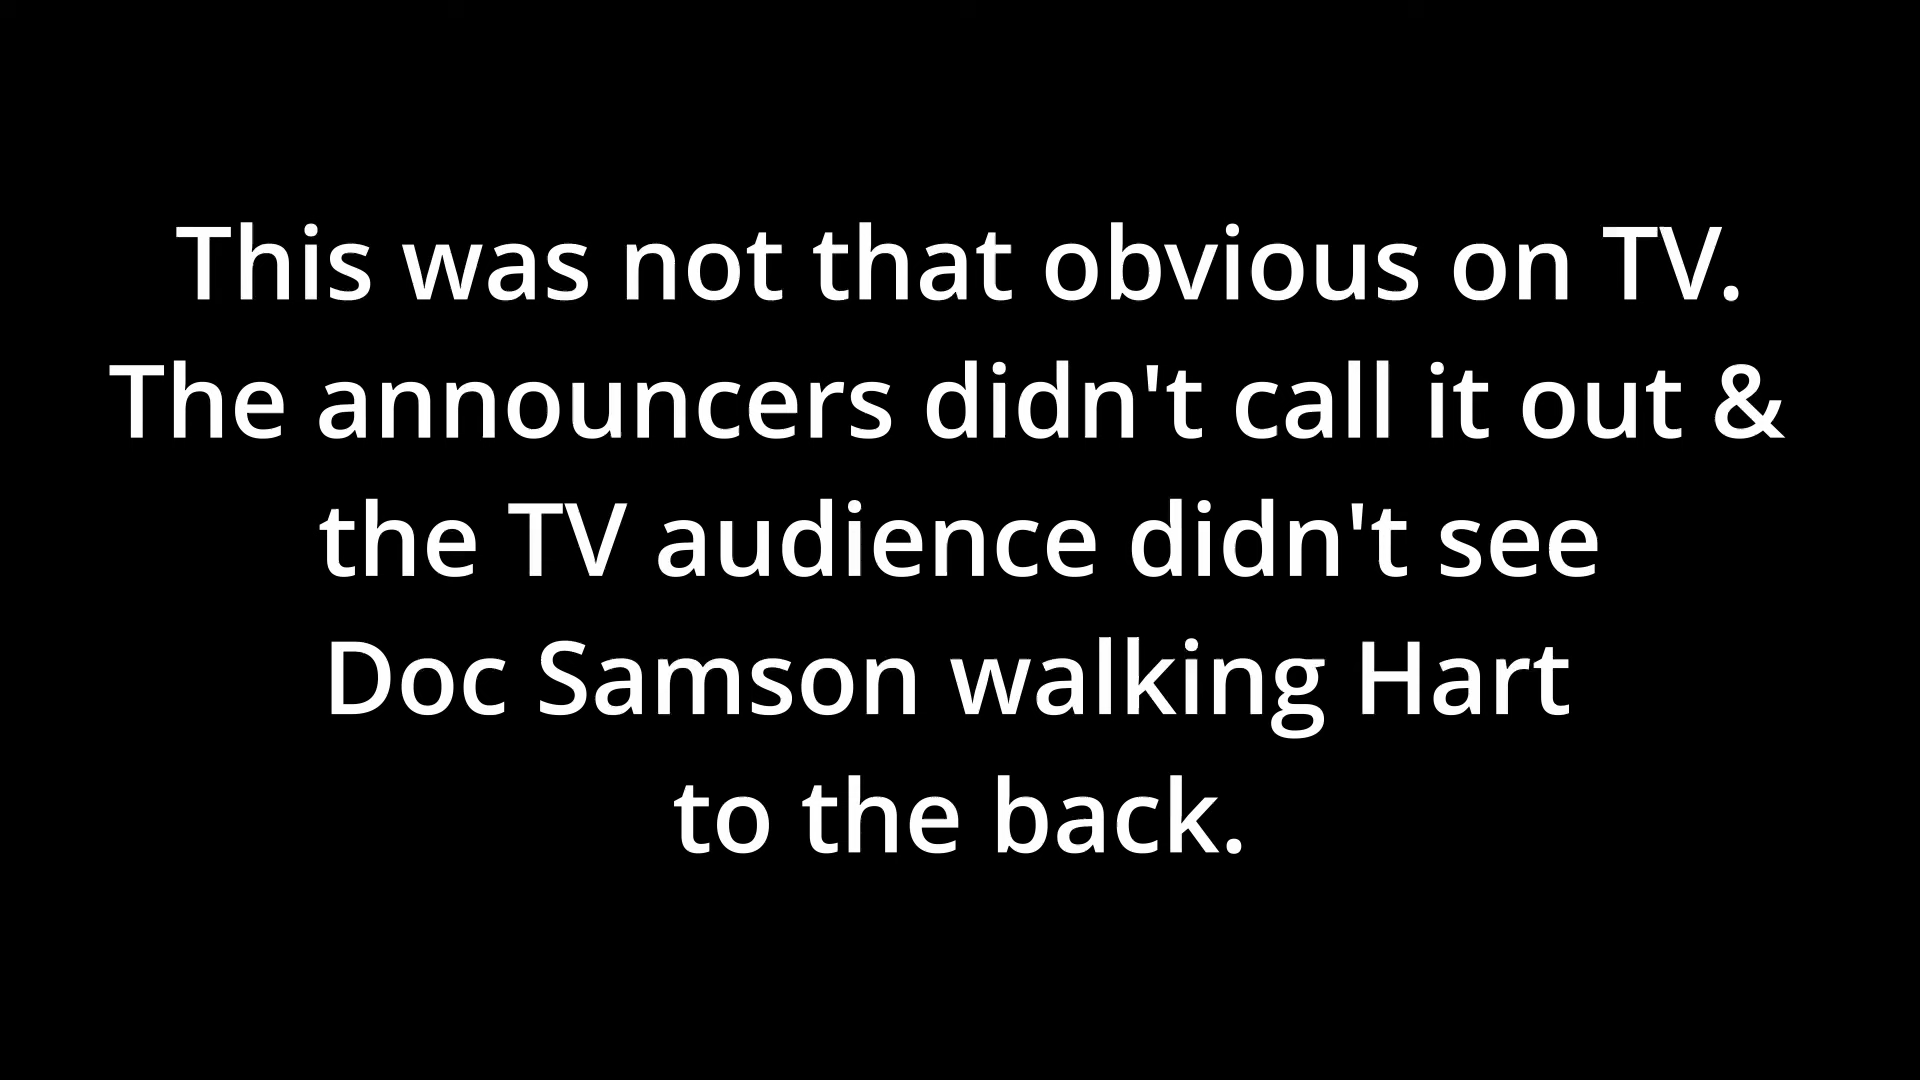 This was not that obvious on TV.
The announcers didn't call it out &
the TV audience didn't see
Doc Samson walking Hart
to the back.